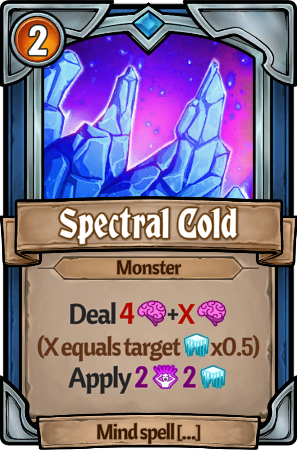 2
Spectral Cold
Monster
Deal 4 +X
(X equals target x0.5)
Apply 2 2
Mind spell [...]